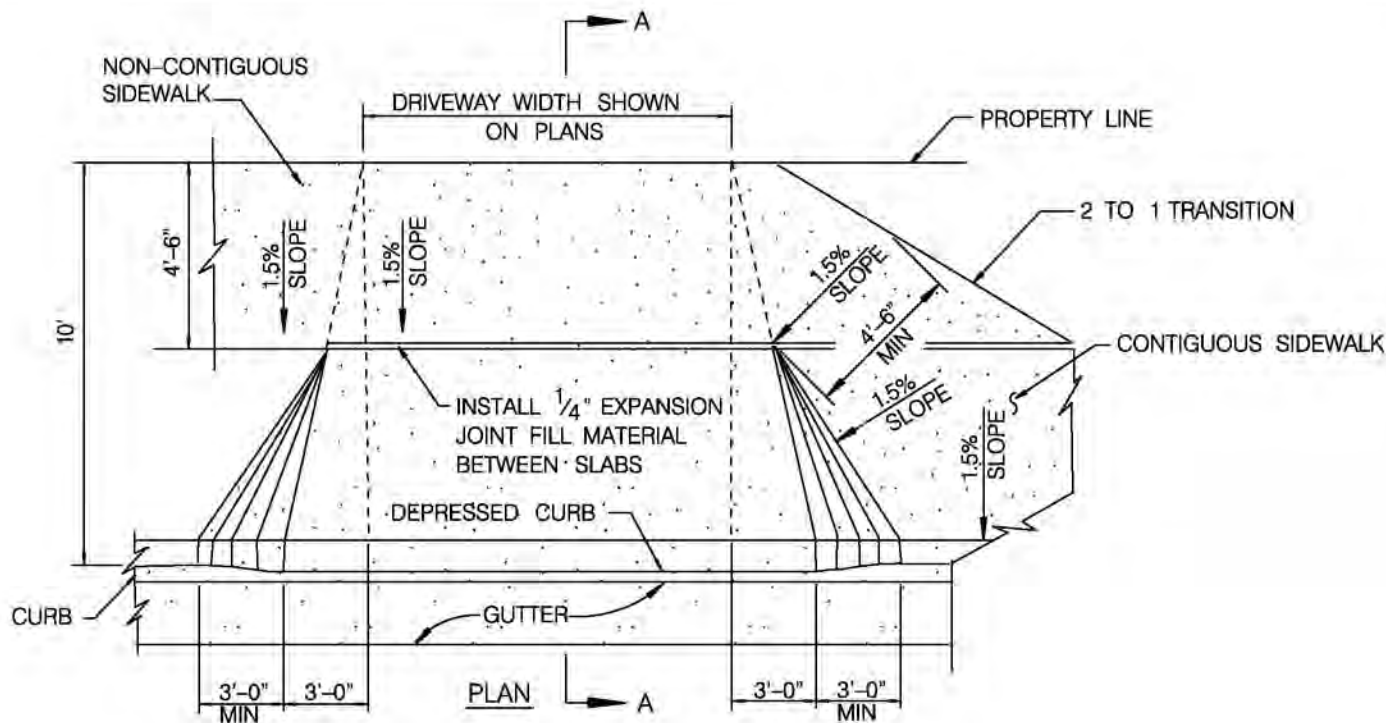 A
NON-CONTIGUOUS
SIDEWALK
DRIVEWAY WIDTH SHOWN
ON PLANS
PROPERTY LINE
2 TO 1 TRANSITION
4'-6"
1.5%
SLOPE
1.5%
SLOPE
1.5%
SLOPE
4'-6"
MIN
10'
CONTIGUOUS SIDEWALK
1.5%
SLOPE
INSTALL 1/4" EXPANSION
JOINT FILL MATERIAL
BETWEEN SLABS
1.5%
SLOPE
DEPRESSED CURB
CURB
GUTTER
3'-0"
MIN
3'-0"
PLAN
A
3'-0"
3'-0"
MIN